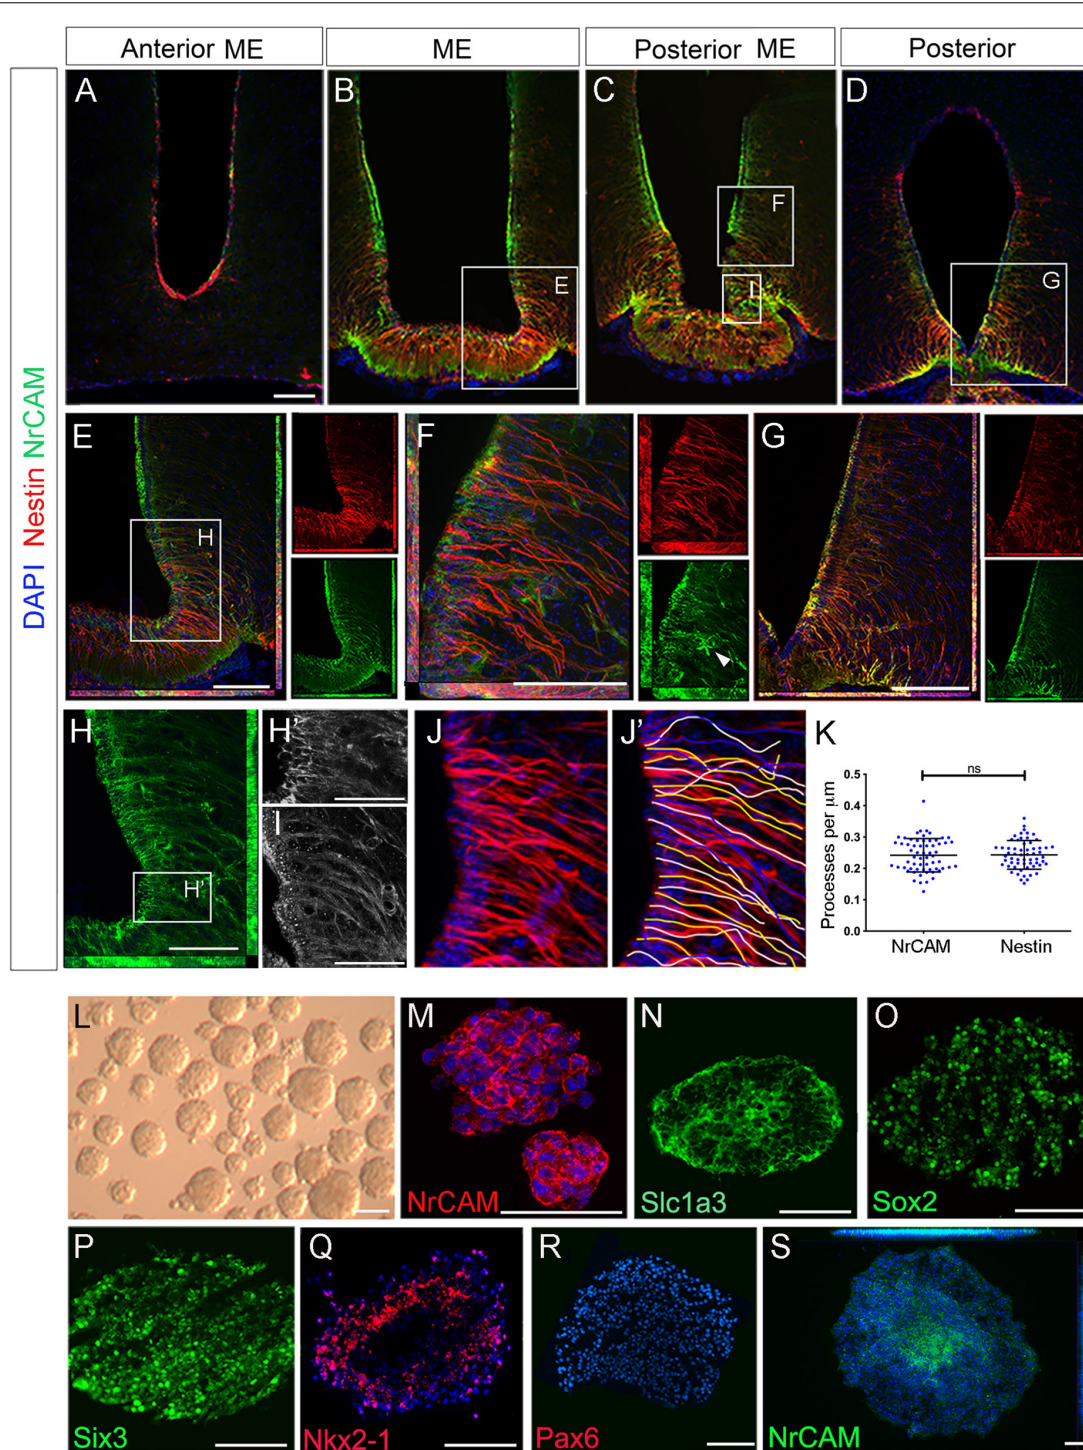 Anterior ME
ME
Posterior ME
Posterior
DAPI Nestin NrCAM
A
B
C
D
E
F
I
G
E
F
G
H
H
H'
J
J'
K
H'
I
ns
Processes per μm
0.5
0.4
0.3
0.2
0.1
0.0
NrCAM
Nestin
L
M
N
O
NrCAM
Slc1a3
Sox2
P
Q
R
S
Six3
Nkx2-1
Pax6
NrCAM